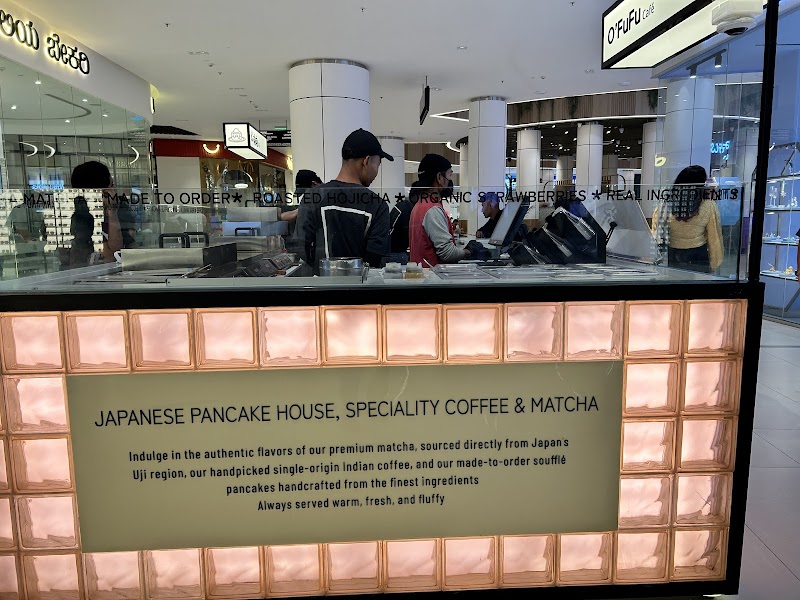 ಲಿಯ ಬೇಕರಿ
O'FuFu Café
MADE TO ORDER ★ ROASTED HOJICHA ★ ORGANIC STRAWBERRIES ★ REAL INGREDIENTS
JAPANESE PANCAKE HOUSE, SPECIALITY COFFEE & MATCHA
Indulge in the authentic flavors of our premium matcha, sourced directly from Japan's
Uji region, our handpicked single-origin Indian coffee, and our made-to-order soufflé
pancakes handcrafted from the finest ingredients
Always served warm, fresh, and fluffy